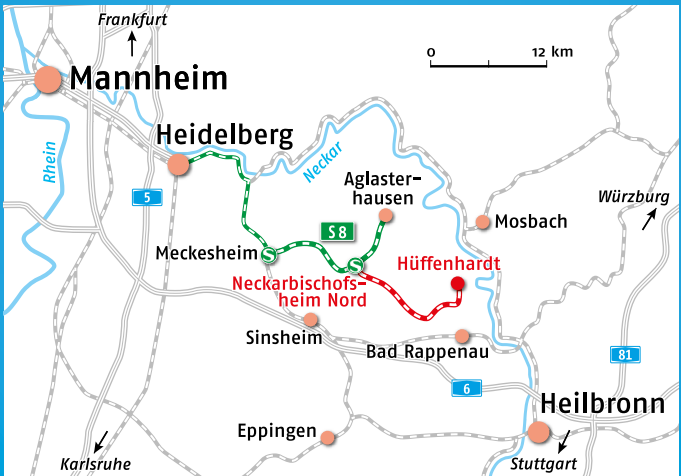 Frankfurt
0
12 km
Mannheim
Heidelberg
Neckar
Rhein
Aglaster-
hausen
5
Würzburg
Mosbach
S 8
Meckesheim
S
S
Hüffenhardt
Neckarbischofs-
heim Nord
Sinsheim
Bad Rappenau
81
6
Heilbronn
Eppingen
Karlsruhe
Stuttgart